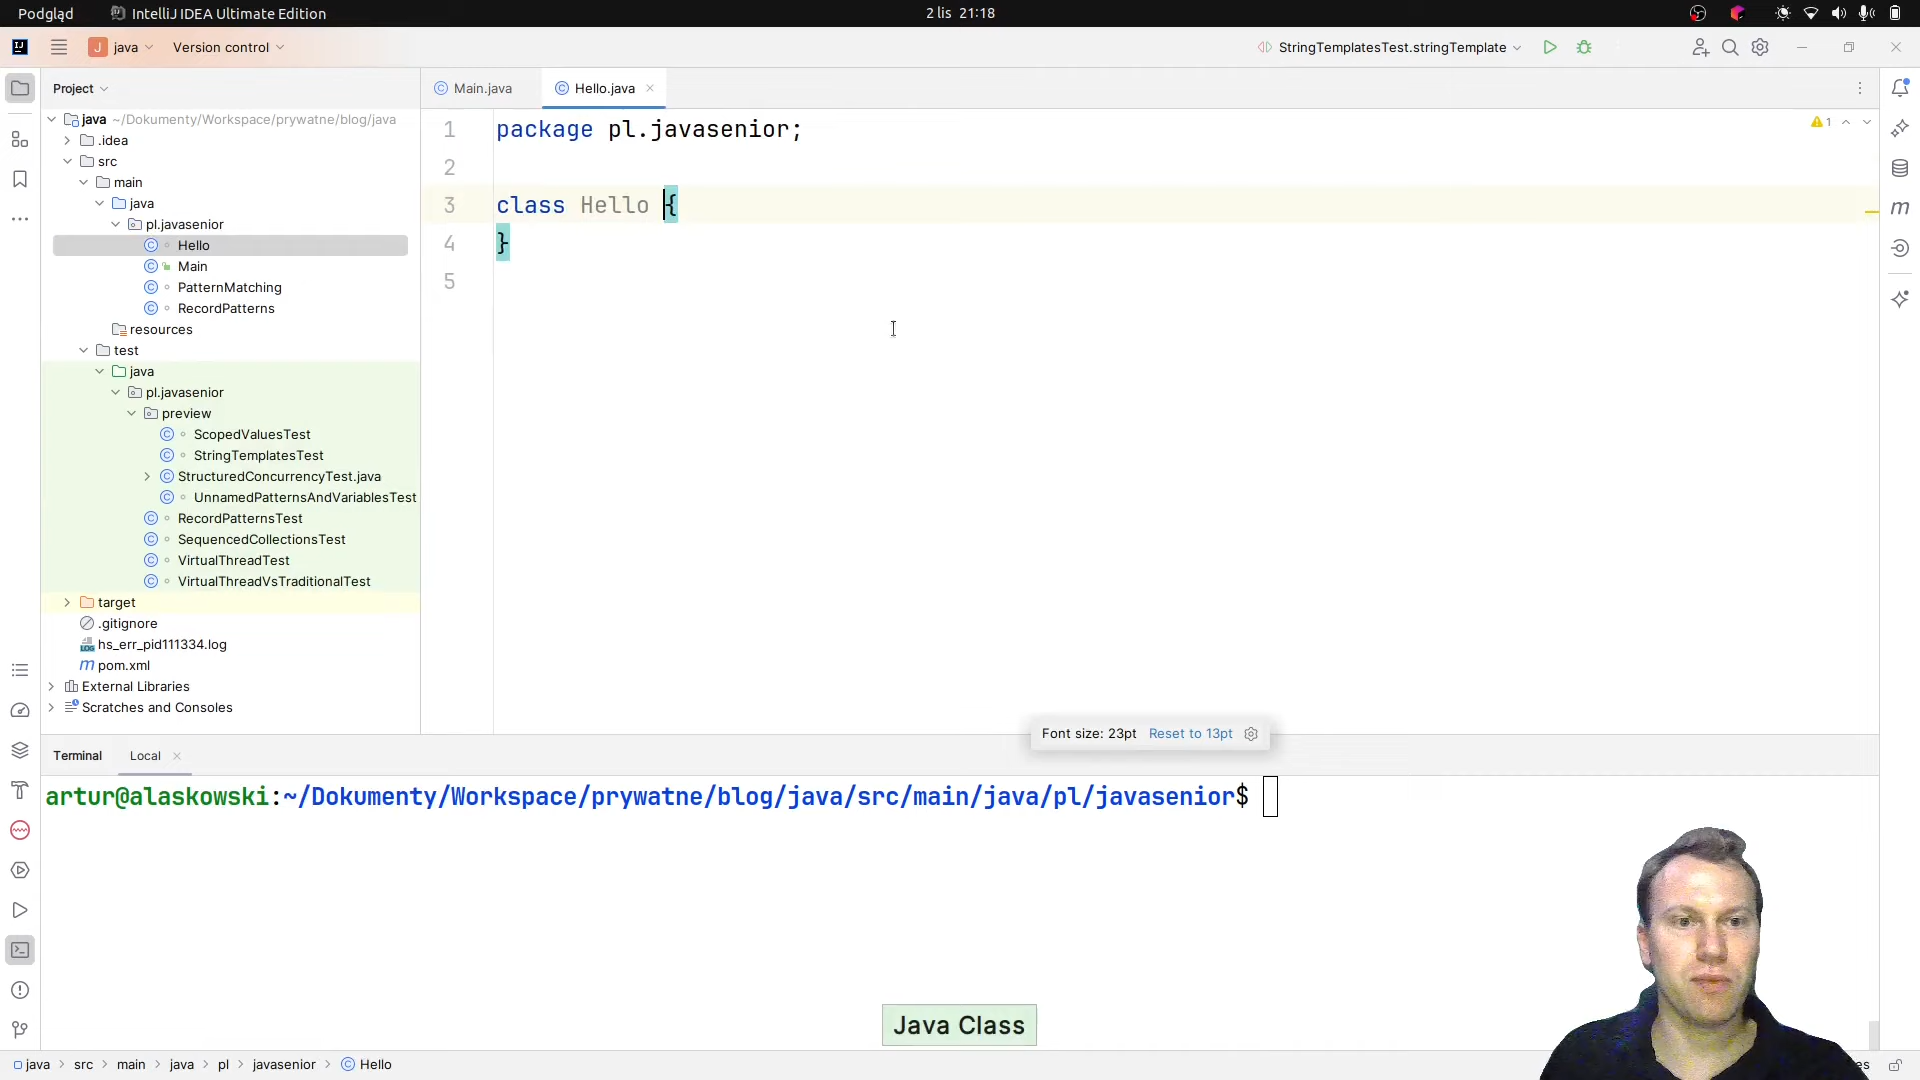 Podgląd IntelliJ IDEA Ultimate Edition 2 lis 21:18
J java Version control StringTemplatesTest.stringTemplate
Project
Main.java Hello.java
java ~/Dokumenty/Workspace/prywatne/blog/java
.idea
src
main
java
pl.javasenior
Hello
Main
PatternMatching
RecordPatterns
resources
test
java
pl.javasenior
preview
ScopedValuesTest
StringTemplatesTest
StructuredConcurrencyTest.java
UnnamedPatternsAndVariablesTest
RecordPatternsTest
SequencedCollectionsTest
VirtualThreadTest
VirtualThreadVsTraditionalTest
target
.gitignore
hs_err_pid111334.log
pom.xml
External Libraries
Scratches and Consoles
1 package pl.javasenior;
2
3 class Hello {
4 }
5
1
Font size: 23pt Reset to 13pt
Terminal Local
artur@alaskowski:~/Dokumenty/Workspace/prywatne/blog/java/src/main/java/pl/javasenior$
Java Class
java > src > main > java > pl > javasenior > Hello